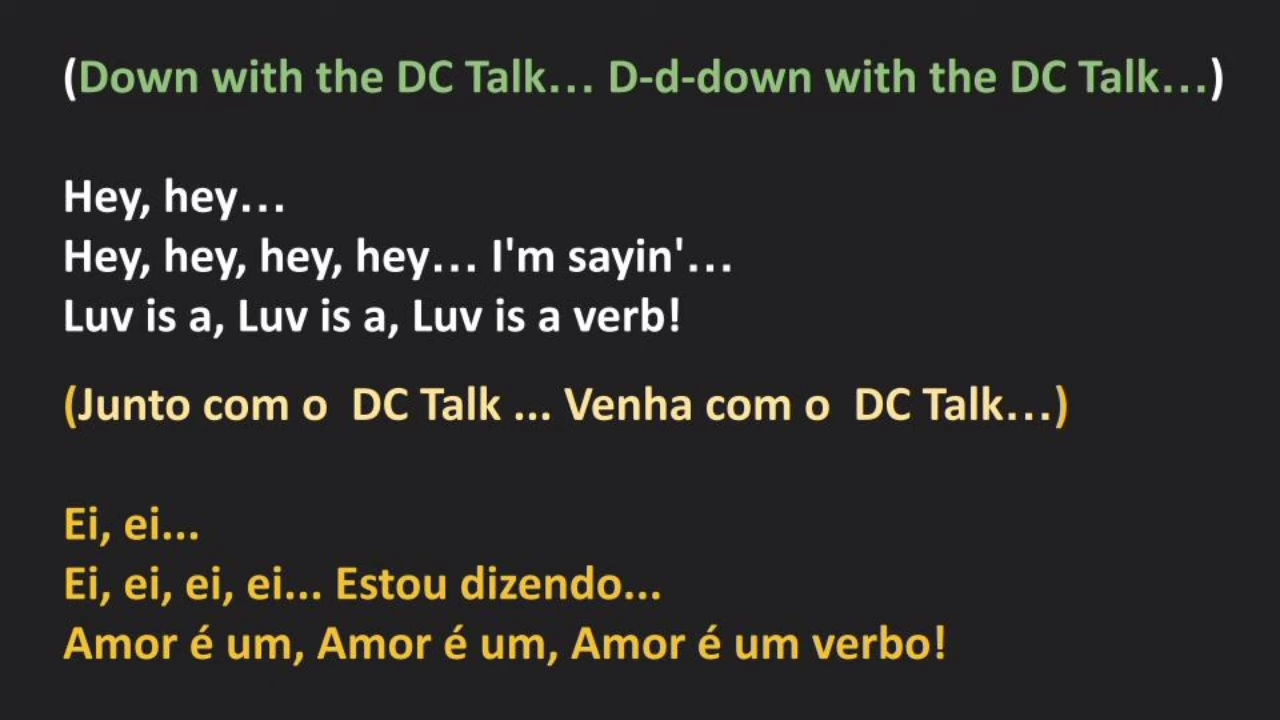 (Down with the DC Talk… D-d-down with the DC Talk…)
Hey, hey…
Hey, hey, hey, hey… I'm sayin'…
Luv is a, Luv is a, Luv is a verb!
(Junto com o  DC Talk ... Venha com o  DC Talk…)
Ei, ei...
Ei, ei, ei, ei... Estou dizendo...
Amor é um, Amor é um, Amor é um verbo!